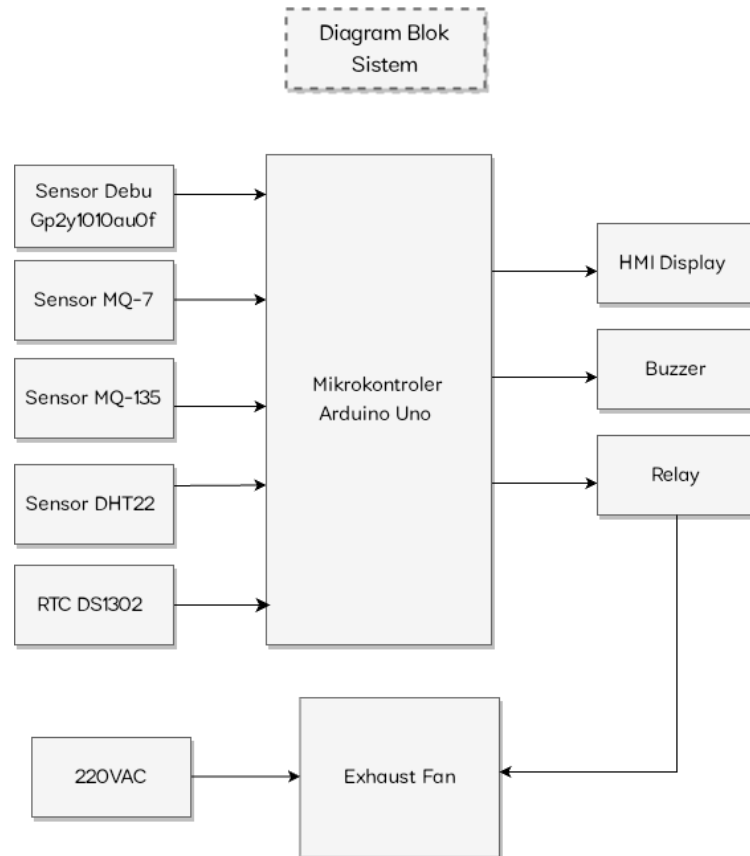 Diagram Blok
Sistem
Sensor Debu
Gp2y1010au0f
Sensor MQ-7
Sensor MQ-135
Sensor DHT22
RTC DS1302
Mikrokontroler
Arduino Uno
HMI Display
Buzzer
Relay
220VAC
Exhaust Fan